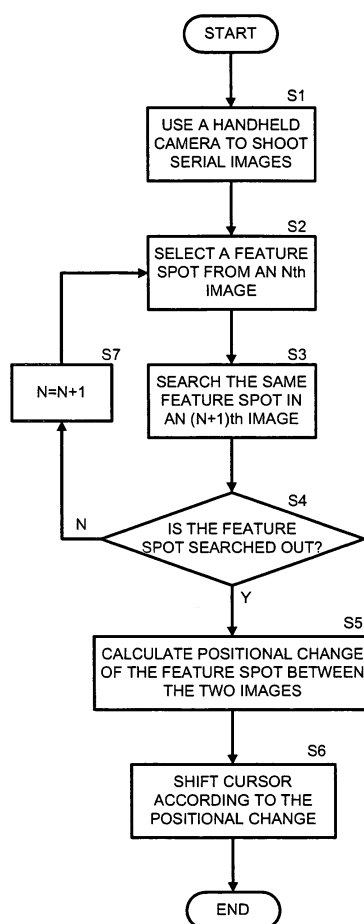 START
S1
USE A HANDHELD
CAMERA TO SHOOT
SERIAL IMAGES
S2
SELECT A FEATURE
SPOT FROM AN Nth
IMAGE
S7
N=N+1
S3
SEARCH THE SAME
FEATURE SPOT IN
AN (N+1)th IMAGE
S4
N
IS THE FEATURE
SPOT SEARCHED OUT?
Y
S5
CALCULATE POSITIONAL CHANGE
OF THE FEATURE SPOT BETWEEN
THE TWO IMAGES
S6
SHIFT CURSOR
ACCORDING TO THE
POSITIONAL CHANGE
END